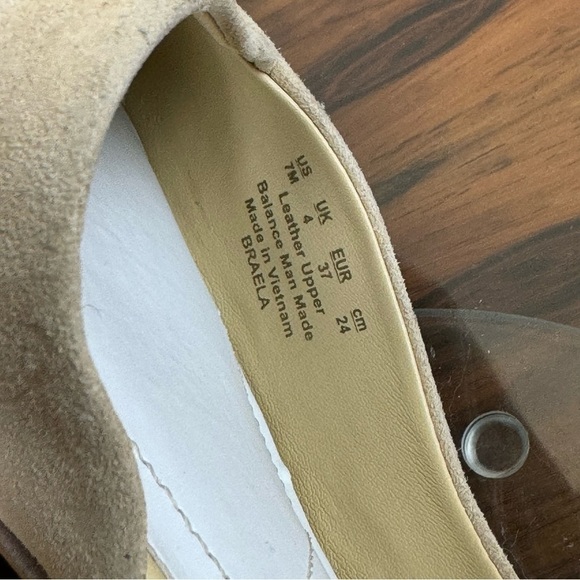 US UK EUR cm
7M 4 37 24
Leather Upper
Balance Man Made
Made in Vietnam
BRAELA